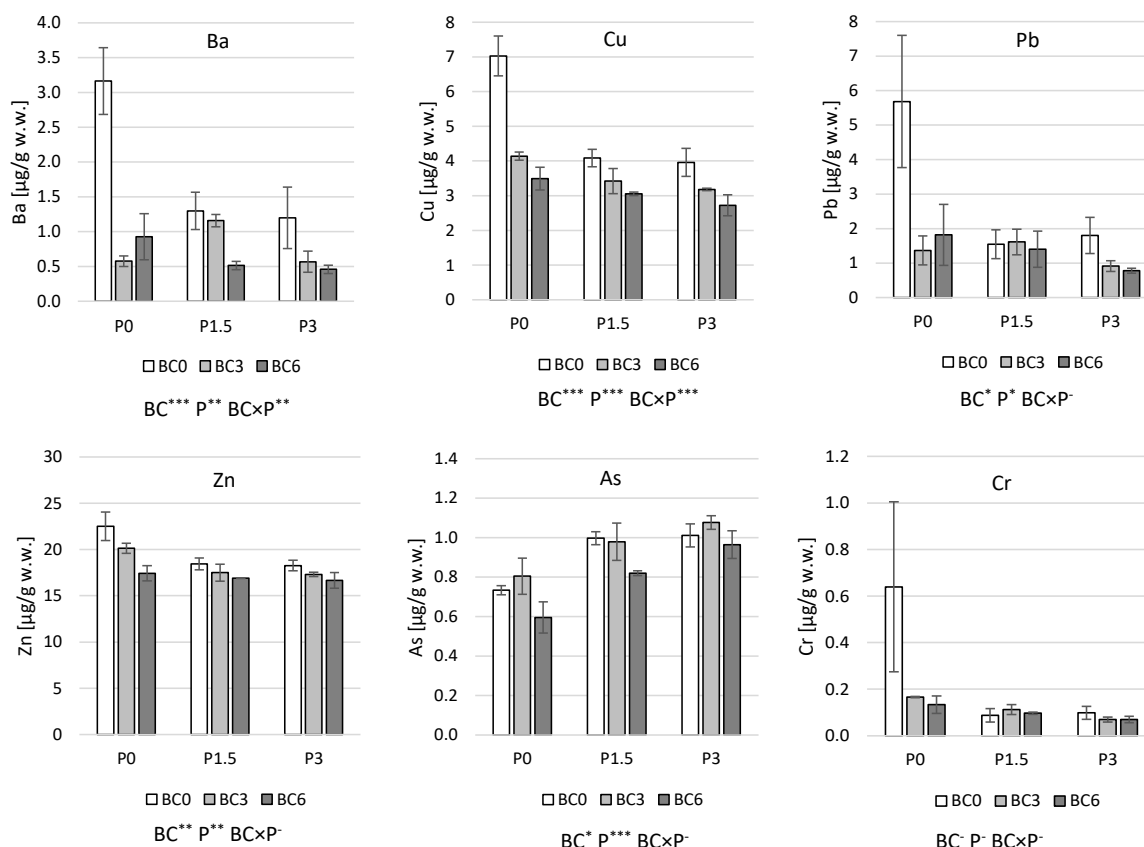 Ba
Ba [µg/g w.w.]
4.0
3.5
3.0
2.5
2.0
1.5
1.0
0.5
0.0
P0 P1.5 P3
BC0 BC3 BC6
BC*** P** BC×P**
Cu
Cu [µg/g w.w.]
8
7
6
5
4
3
2
1
0
P0 P1.5 P3
BC0 BC3 BC6
BC*** P*** BC×P***
Pb
Pb [µg/g w.w.]
8
7
6
5
4
3
2
1
0
P0 P1.5 P3
BC0 BC3 BC6
BC* P* BC×P-
Zn
Zn [µg/g w.w.]
30
25
20
15
10
5
0
P0 P1.5 P3
BC0 BC3 BC6
BC** P** BC×P-
As
As [µg/g w.w.]
1.4
1.2
1.0
0.8
0.6
0.4
0.2
0.0
P0 P1.5 P3
BC0 BC3 BC6
BC* P*** BC×P-
Cr
Cr [µg/g w.w.]
1.2
1.0
0.8
0.6
0.4
0.2
0.0
P0 P1.5 P3
BC0 BC3 BC6
BC- P- BC×P-